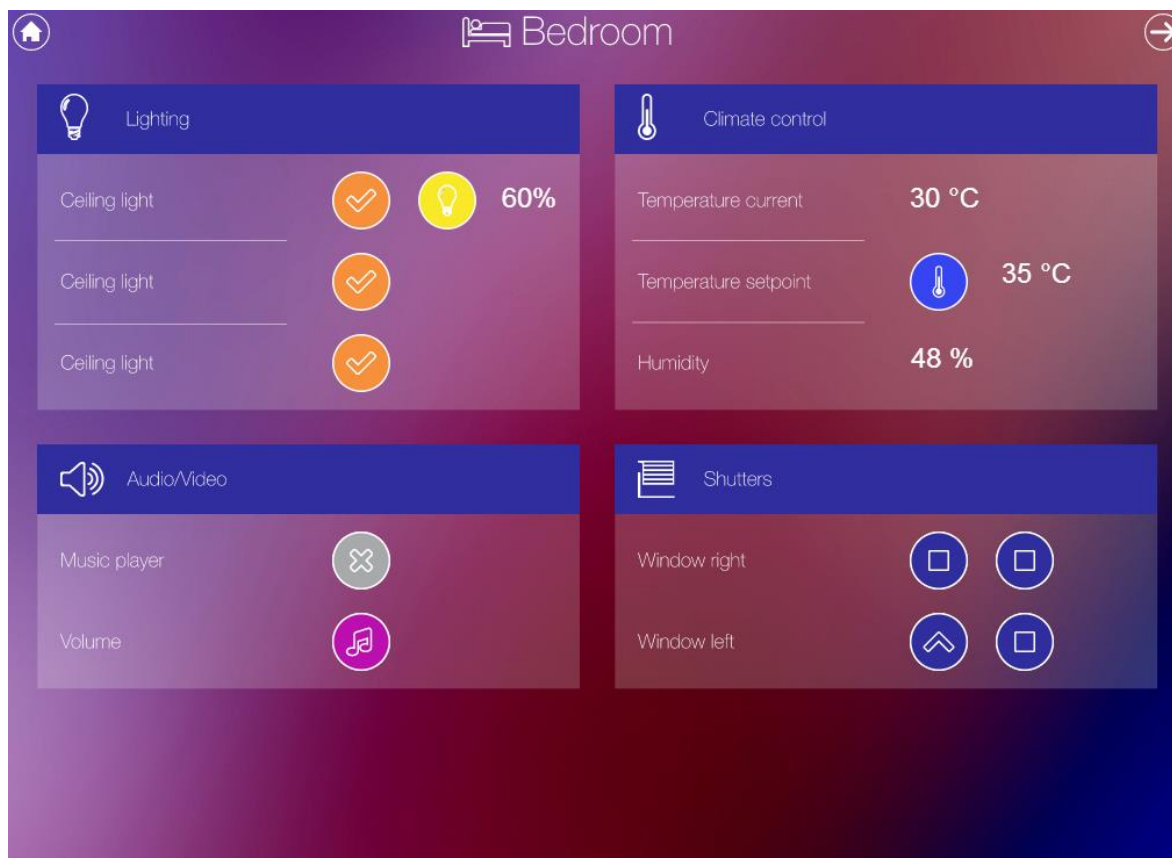 Bedroom
Lighting
Ceiling light 60%
Ceiling light
Ceiling light
Climate control
Temperature current 30 °C
Temperature setpoint 35 °C
Humidity 48 %
Audio/Video
Music player
Volume
Shutters
Window right
Window left